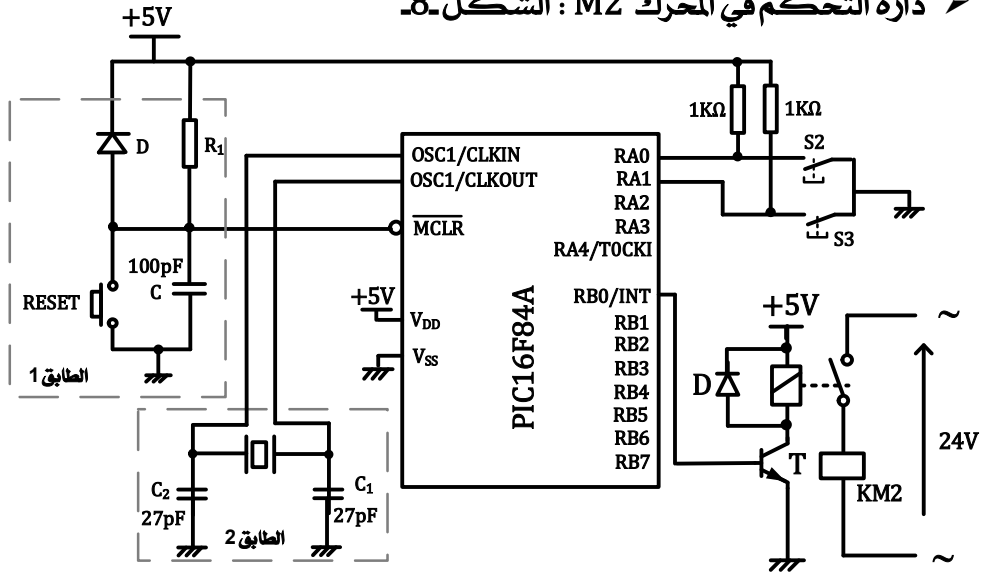 دارة التحكم في المحرك M2 : الشكل ـ8ـ
+5V
D
R1
RESET
100pF
C
الطابق 1
OSC1/CLKIN
OSC1/CLKOUT
MCLR
+5V
VDD
VSS
PIC16F84A
RA0
RA1
RA2
RA3
RA4/T0CKI
RB0/INT
RB1
RB2
RB3
RB4
RB5
RB6
RB7
1KΩ
1KΩ
S2
S3
C2
27pF
C1
27pF
الطابق 2
+5V
D
T
KM2
24V
~
~